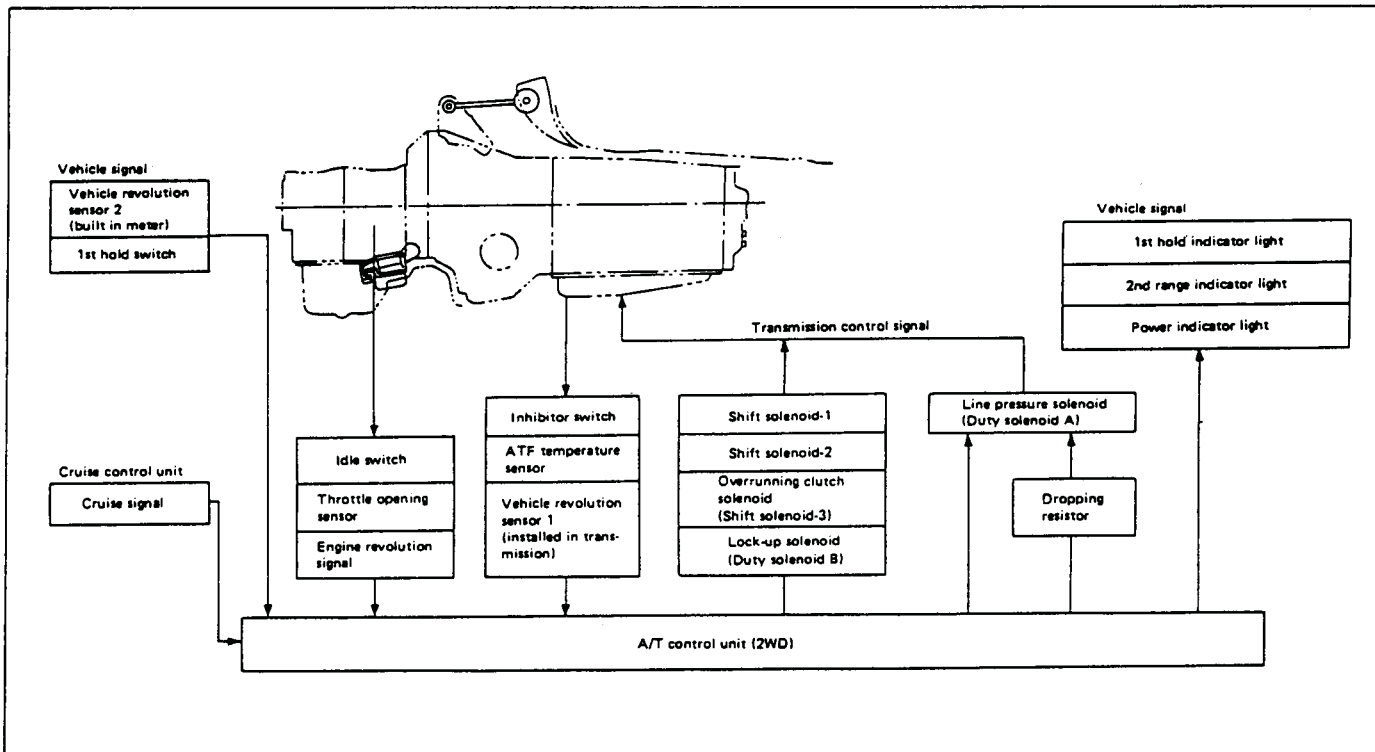 Vehicle signal
Vehicle revolution
sensor 2
(built in meter)
1st hold switch
Cruise control unit
Cruise signal
Idle switch
Throttle opening
sensor
Engine revolution
signal
Inhibitor switch
ATF temperature
sensor
Vehicle revolution
sensor 1
(installed in trans-
mission)
Transmission control signal
Shift solenoid-1
Shift solenoid-2
Overrunning clutch
solenoid
(Shift solenoid-3)
Lock-up solenoid
(Duty solenoid B)
Line pressure solenoid
(Duty solenoid A)
Dropping
resistor
Vehicle signal
1st hold indicator light
2nd range indicator light
Power indicator light
A/T control unit (2WD)